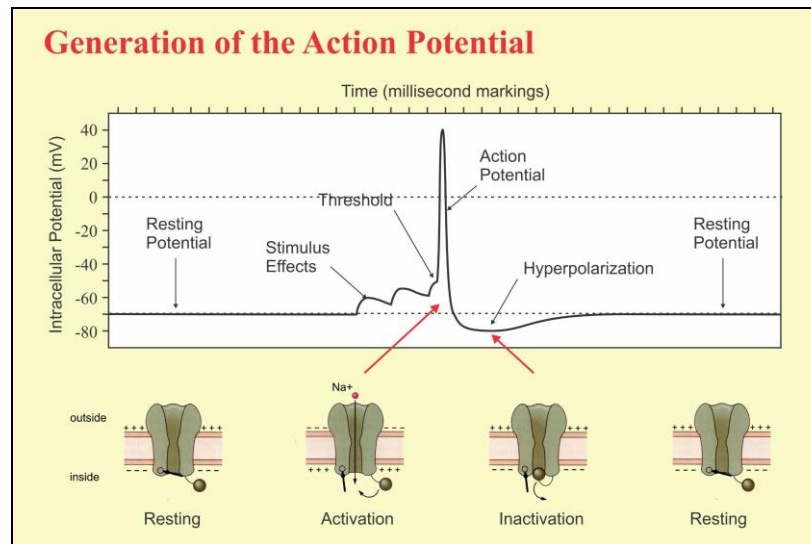 Generation of the Action Potential
Time (millisecond markings)
Intracellular Potential (mV)
40
20
0
-20
-40
-60
-80
Resting
Potential
Stimulus
Effects
Threshold
Action
Potential
Hyperpolarization
Resting
Potential
outside
inside
++++
++++
- - - -
- - - -
Resting
Na+
- - - -
- - - -
+++
+++
Activation
++++
++++
- - - -
- - - -
Inactivation
++++
++++
- - - -
- - - -
Resting